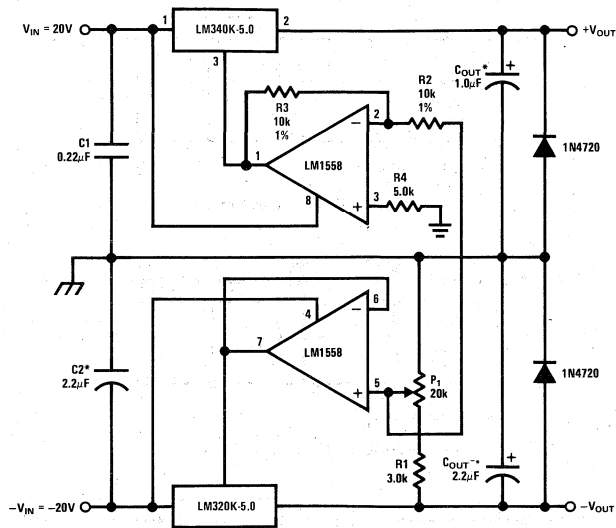 V_IN = 20V
1
LM340K-5.0
2
+V_OUT
3
R3
10k
1%
R2
10k
1%
C_OUT*
1.0μF
+
C1
0.22μF
1N4720
1
LM1558
−
2
8
+
3
R4
5.0k
4
−
6
7
LM1558
C2*
2.2μF
+
5
P1
20k
1N4720
R1
3.0k
C_OUT-*
2.2μF
+
−V_IN = −20V
LM320K-5.0
−V_OUT